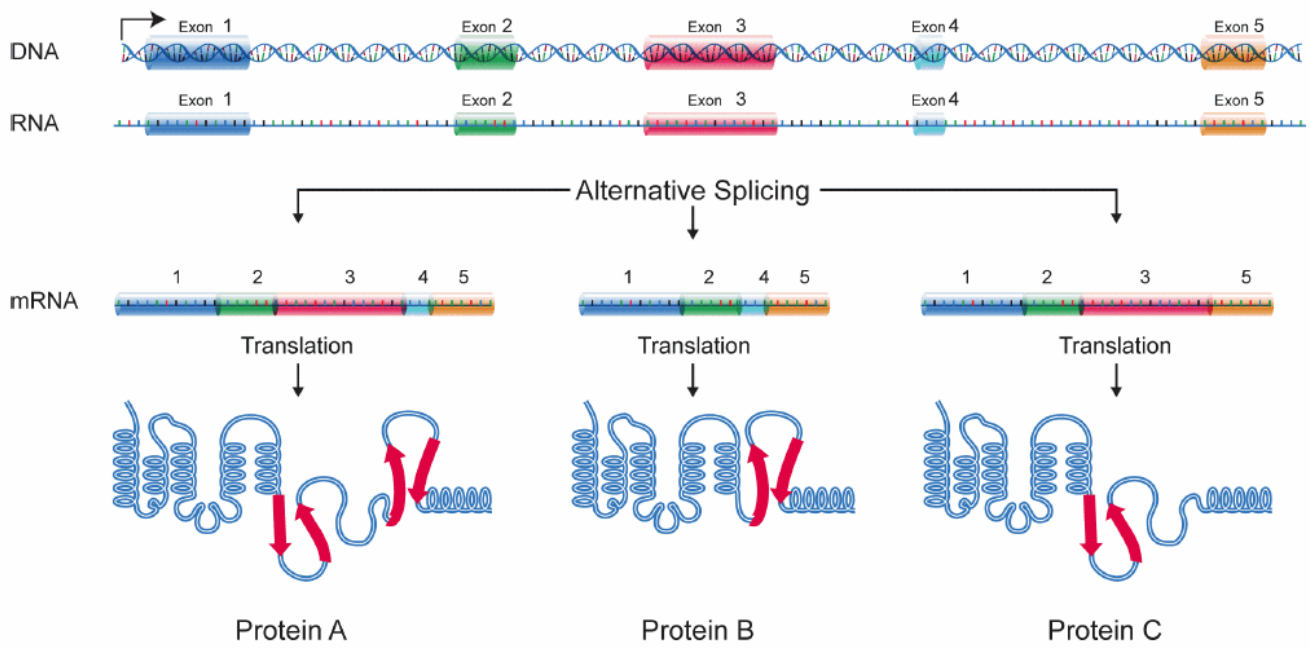 Exon 1 Exon 2 Exon 3 Exon 4 Exon 5
DNA
Exon 1 Exon 2 Exon 3 Exon 4 Exon 5
RNA
Alternative Splicing
1 2 3 4 5 1 2 4 5 1 2 3 5
mRNA
Translation Translation Translation
Protein A Protein B Protein C